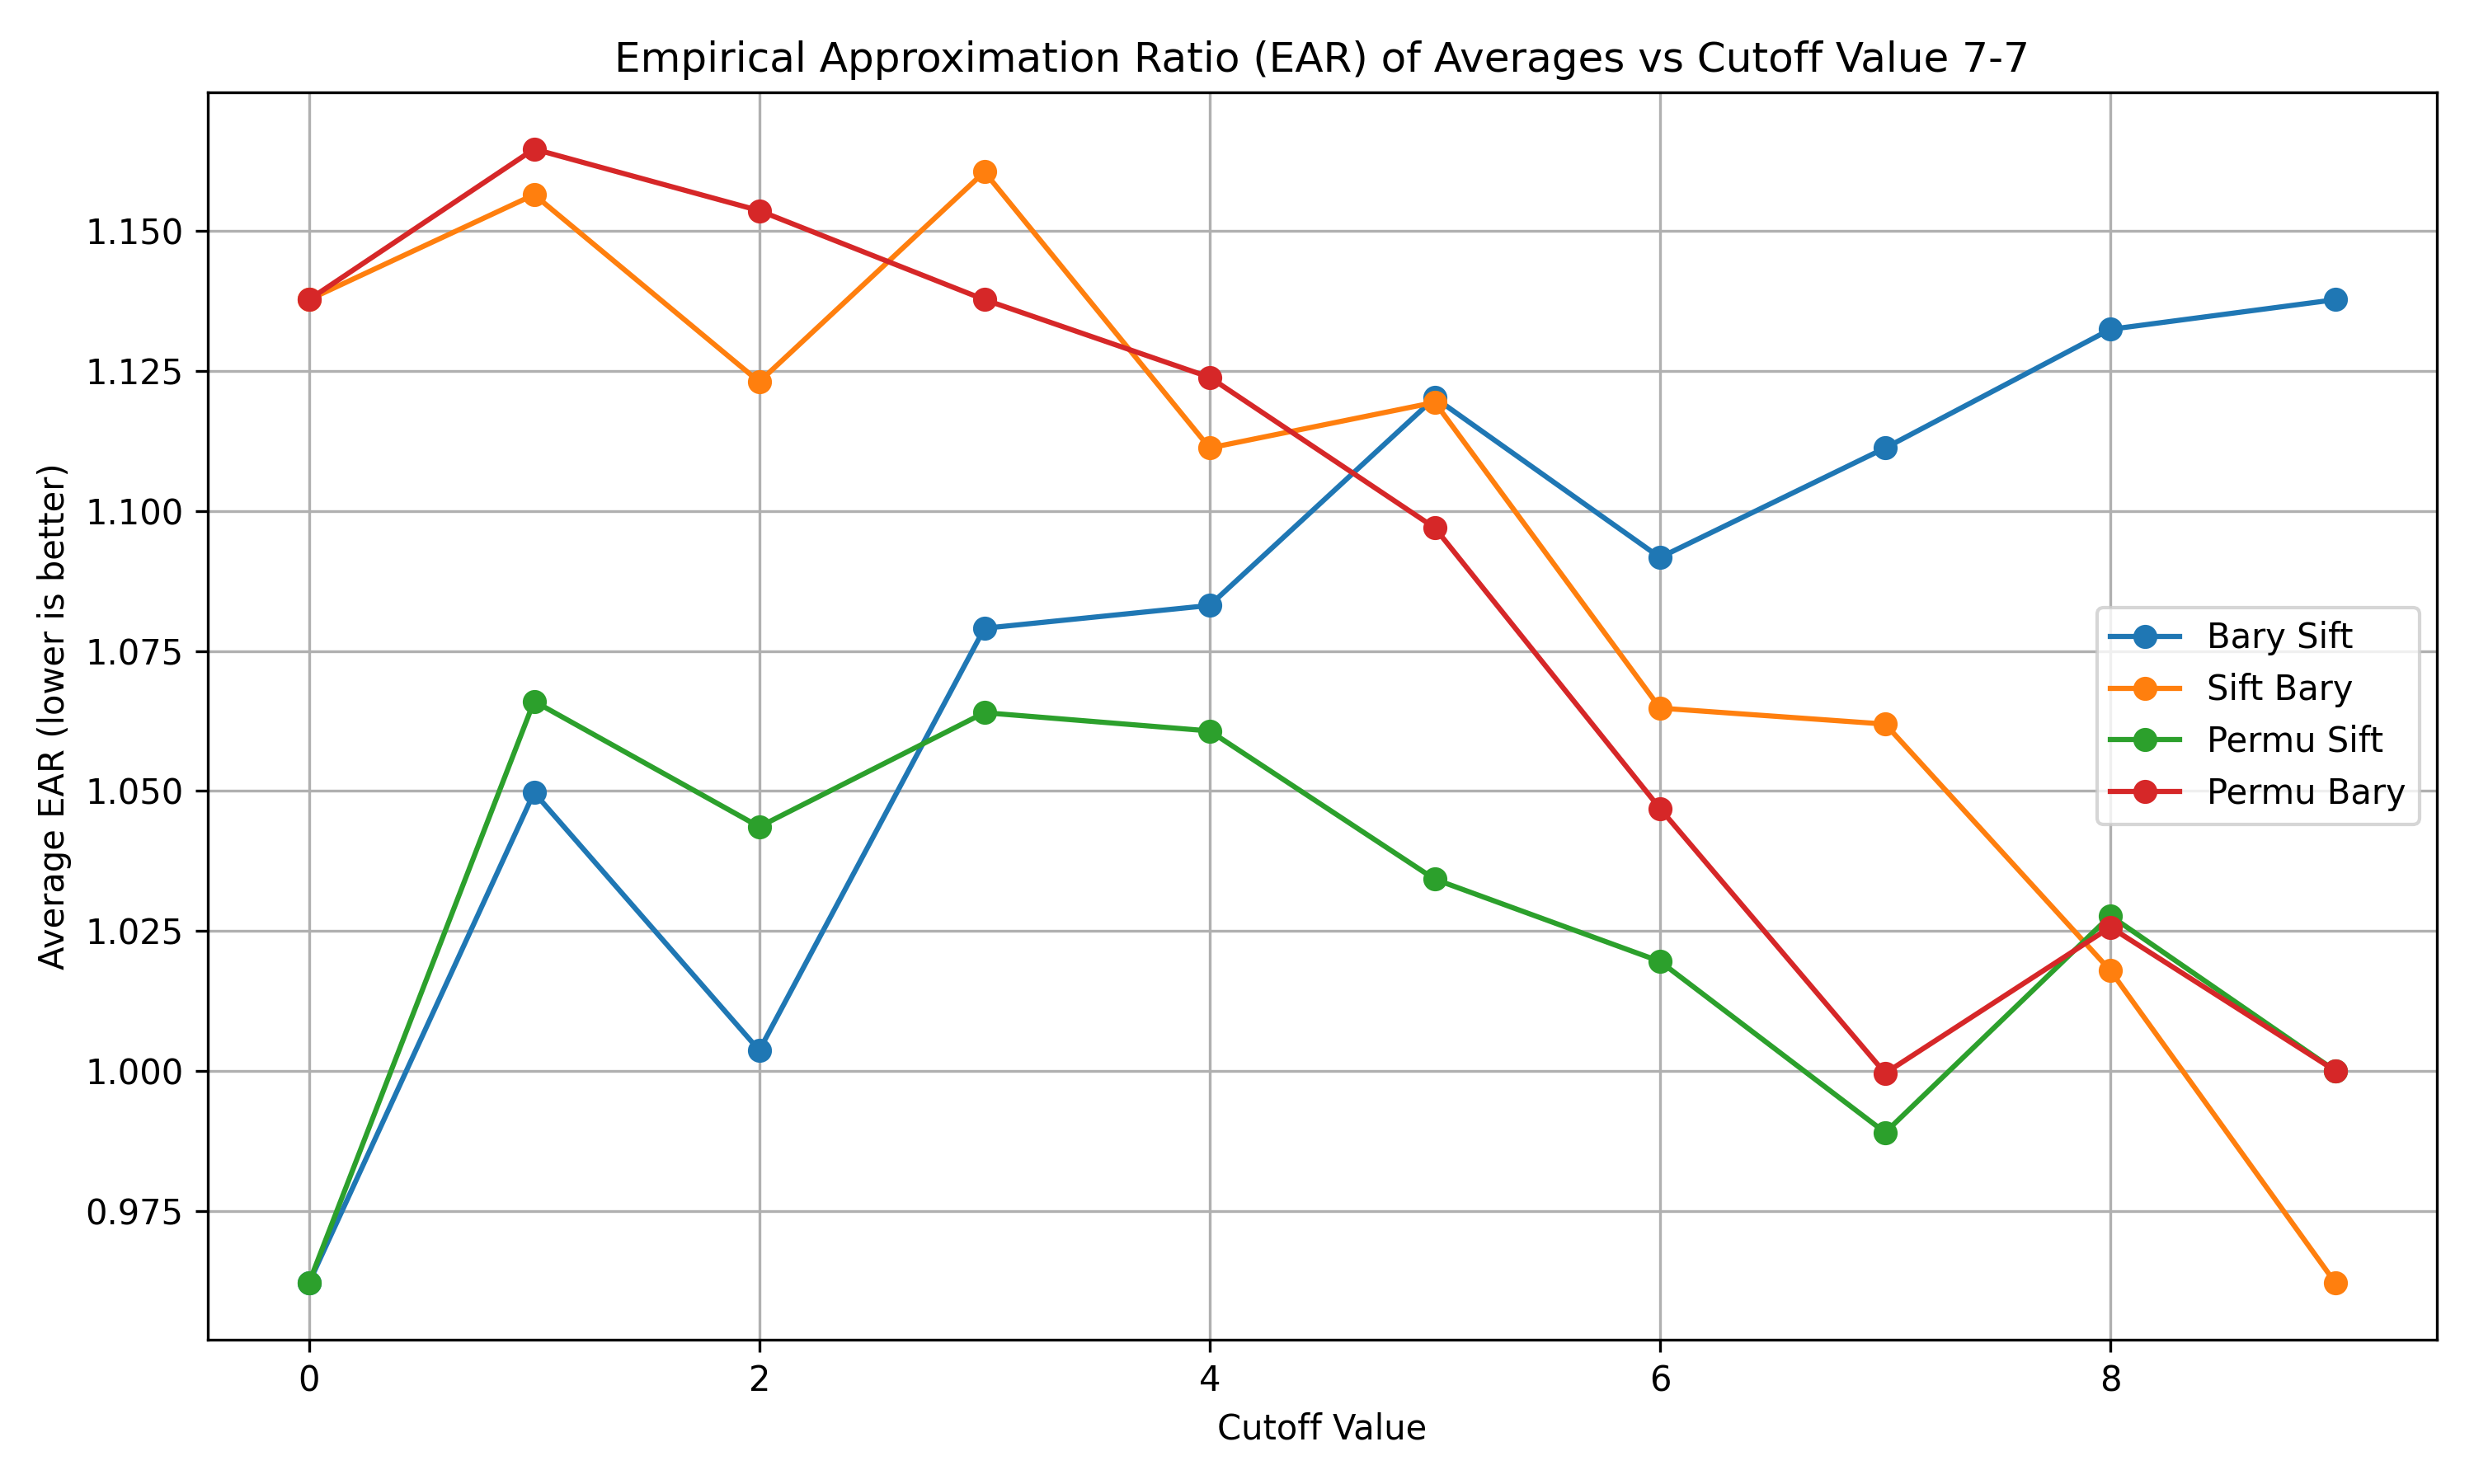 Empirical Approximation Ratio (EAR) of Averages vs Cutoff Value 7-7
Average EAR (lower is better)
1.150
1.125
1.100
1.075
1.050
1.025
1.000
0.975
Bary Sift
Sift Bary
Permu Sift
Permu Bary
0 2 4 6 8
Cutoff Value